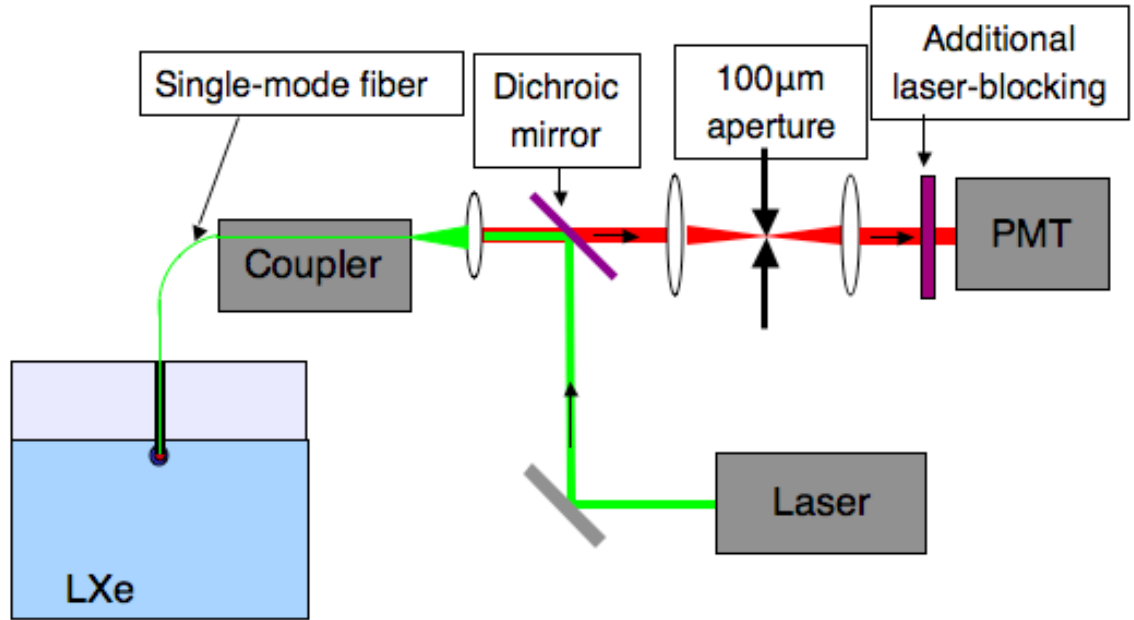 Single-mode fiber
Dichroic
mirror
100µm
aperture
Additional
laser-blocking
Coupler
PMT
Laser
LXe